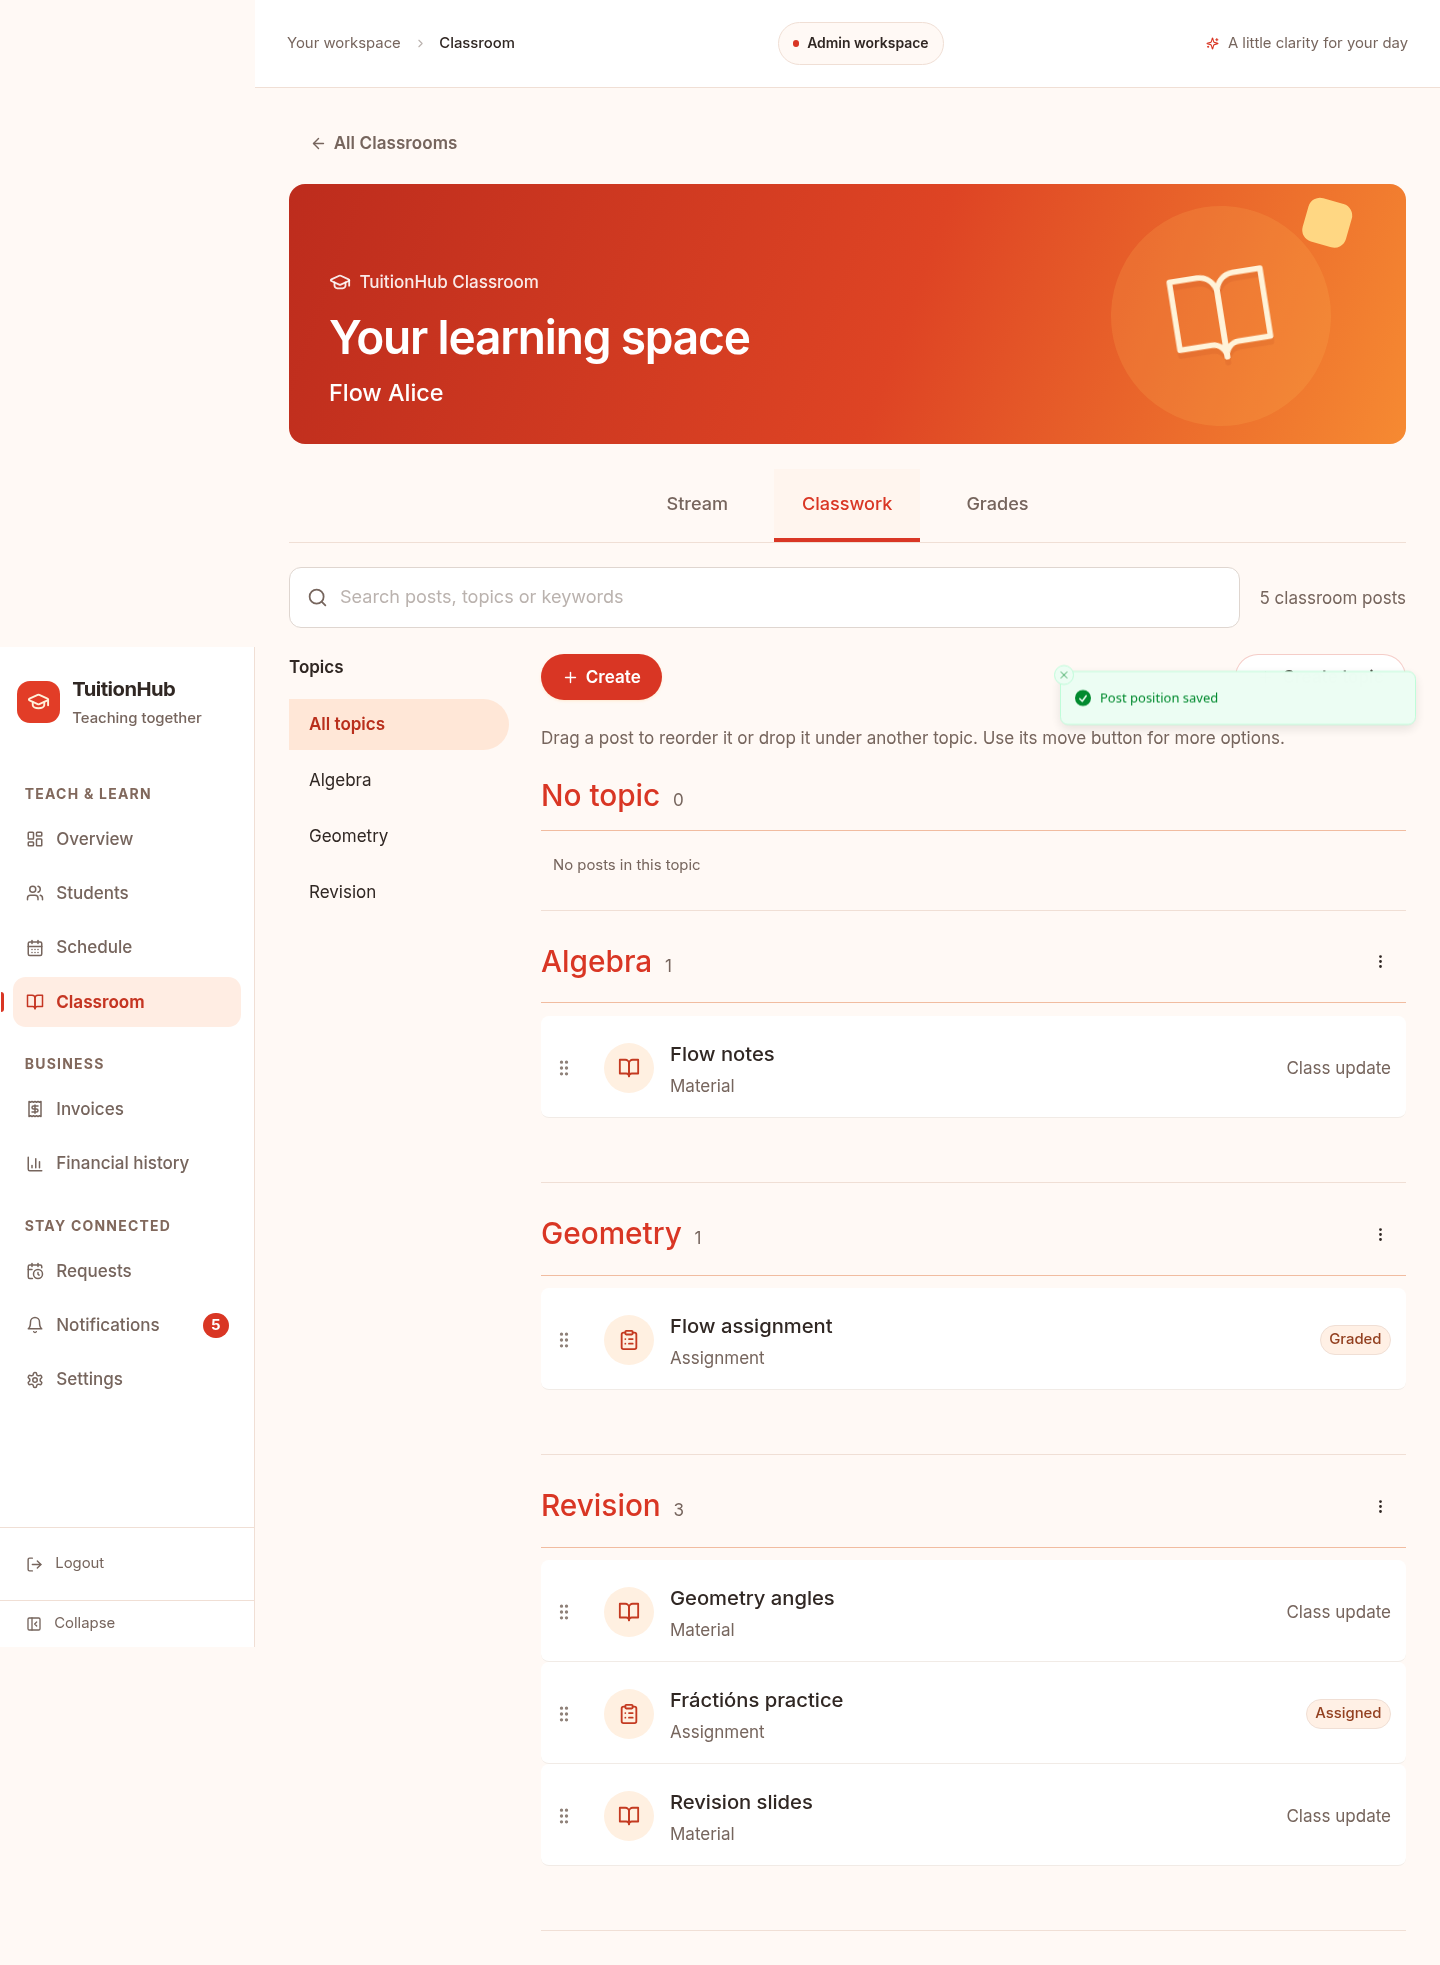 Your workspace > Classroom
Admin workspace
A little clarity for your day
All Classrooms
TuitionHub Classroom
Your learning space
Flow Alice
Stream
Classwork
Grades
Search posts, topics or keywords
5 classroom posts
TuitionHub
Teaching together
TEACH & LEARN
Overview
Students
Schedule
Classroom
BUSINESS
Invoices
Financial history
STAY CONNECTED
Requests
Notifications 5
Settings
Logout
Collapse
Topics
All topics
Algebra
Geometry
Revision
Create
Post position saved
Drag a post to reorder it or drop it under another topic. Use its move button for more options.
No topic 0
No posts in this topic
Algebra 1
Flow notes
Material
Class update
Geometry 1
Flow assignment
Assignment
Graded
Revision 3
Geometry angles
Material
Class update
Fráctións practice
Assignment
Assigned
Revision slides
Material
Class update